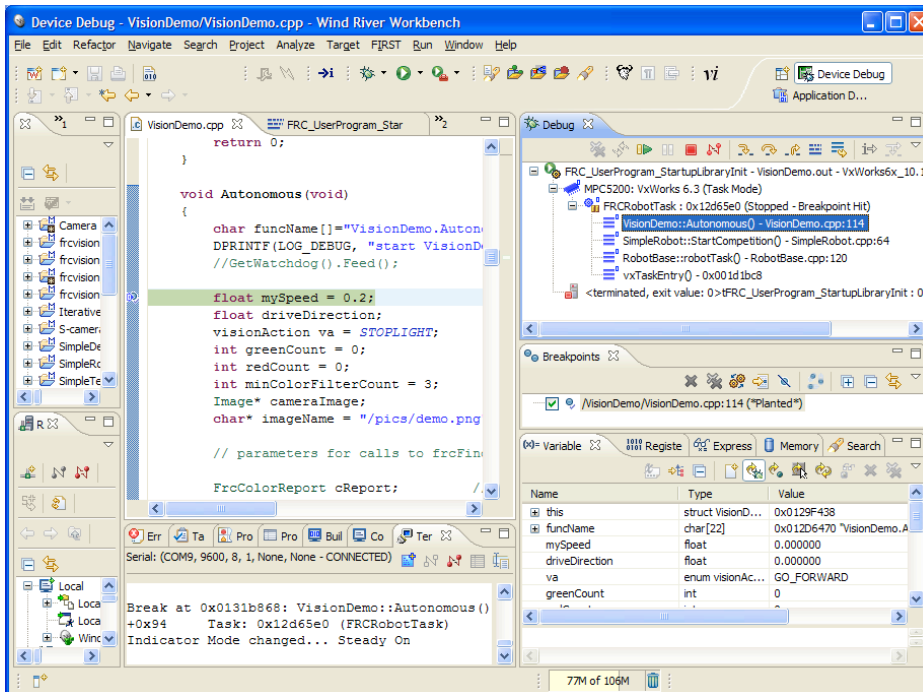 Device Debug - VisionDemo/VisionDemo.cpp - Wind River Workbench
File Edit Refactor Navigate Search Project Analyze Target FIRST Run Window Help
Device Debug
Application D...
VisionDemo.cpp
FRC_UserProgram_Star
return 0;
}
void Autonomous(void)
{
char funcName[]="VisionDemo.Auton
DPRINTF(LOG_DEBUG, "start VisionD
//GetWatchdog().Feed();
float mySpeed = 0.2;
float driveDirection;
visionAction va = STOPLIGHT;
int greenCount = 0;
int redCount = 0;
int minColorFilterCount = 3;
Image* cameraImage;
char* imageName = "/pics/demo.png
// parameters for calls to frcFin
FrcColorReport cReport; /
Camera
frcvision
frcvision
frcvision
frcvision
Iterative
S-camera
SimpleDe
SimpleRo
SimpleTe
R
Local
Loca
Loca
Wind
Debug
FRC_UserProgram_StartupLibraryInit - VisionDemo.out - VxWorks6x_10.1
MPC5200: VxWorks 6.3 (Task Mode)
FRCRobotTask : 0x12d65e0 (Stopped - Breakpoint Hit)
VisionDemo::Autonomous() - VisionDemo.cpp:114
SimpleRobot::StartCompetition() - SimpleRobot.cpp:64
RobotBase::robotTask() - RobotBase.cpp:120
vxTaskEntry() - 0x001d1bc8
<terminated, exit value: 0>tFRC_UserProgram_StartupLibraryInit : 0
Breakpoints
/VisionDemo/VisionDemo.cpp:114 (*Planted*)
Variable Registe Express Memory Search
Name Type Value
this struct VisionD... 0x0129F438
funcName char[22] 0x012D6470 "VisionDemo.A
mySpeed float 0.000000
driveDirection float 0.000000
va enum visionAc... GO_FORWARD
greenCount int 0
Err Ta Pro Pro Buil Co Ter
Serial: (COM9, 9600, 8, 1, None, None - CONNECTED)
Break at 0x0131b868: VisionDemo::Autonomous()
+0x94 Task: 0x12d65e0 (FRCRobotTask)
Indicator Mode changed... Steady On
77M of 106M